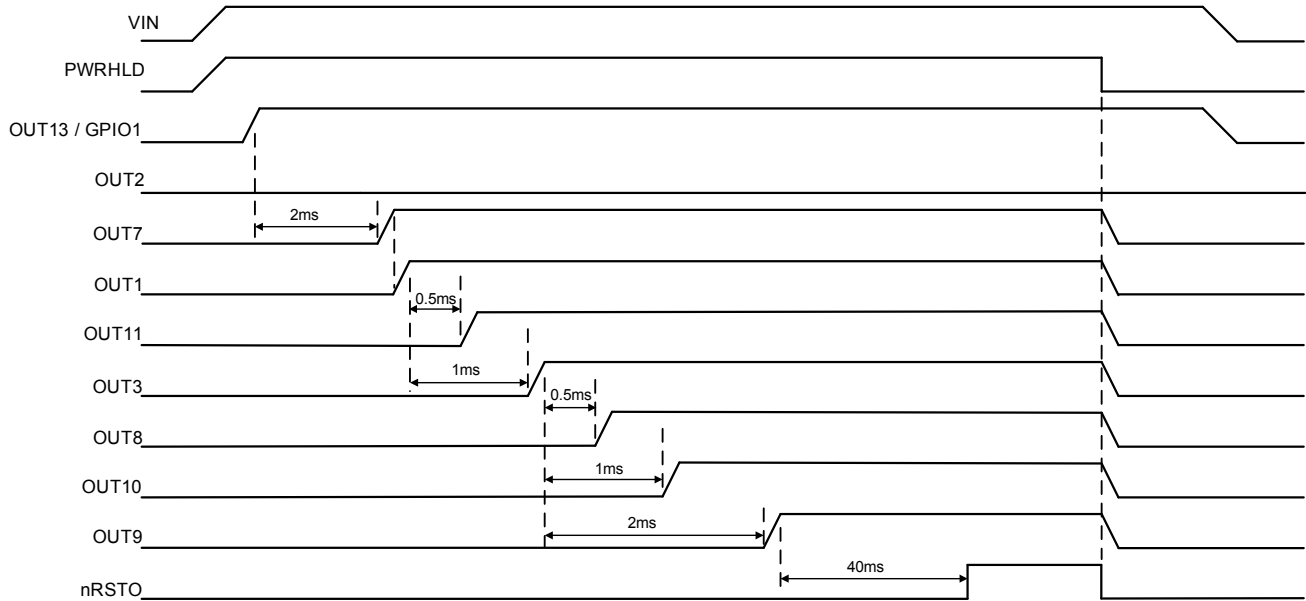 VIN
PWRHLD
OUT13 / GPIO1
OUT2
2ms
OUT7
OUT1
0.5ms
OUT11
1ms
OUT3
0.5ms
OUT8
1ms
OUT10
2ms
OUT9
40ms
nRSTO